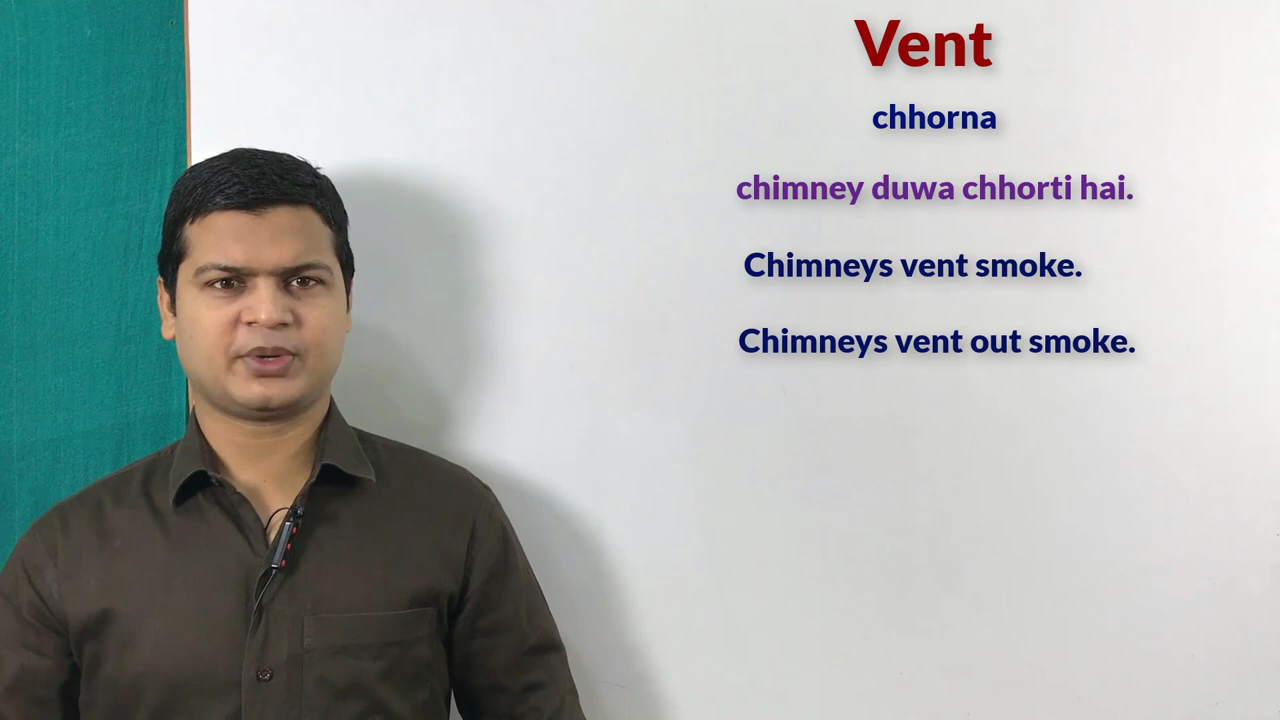 Vent
chhorna
chimney duwa chhorti hai.
Chimneys vent smoke.
Chimneys vent out smoke.